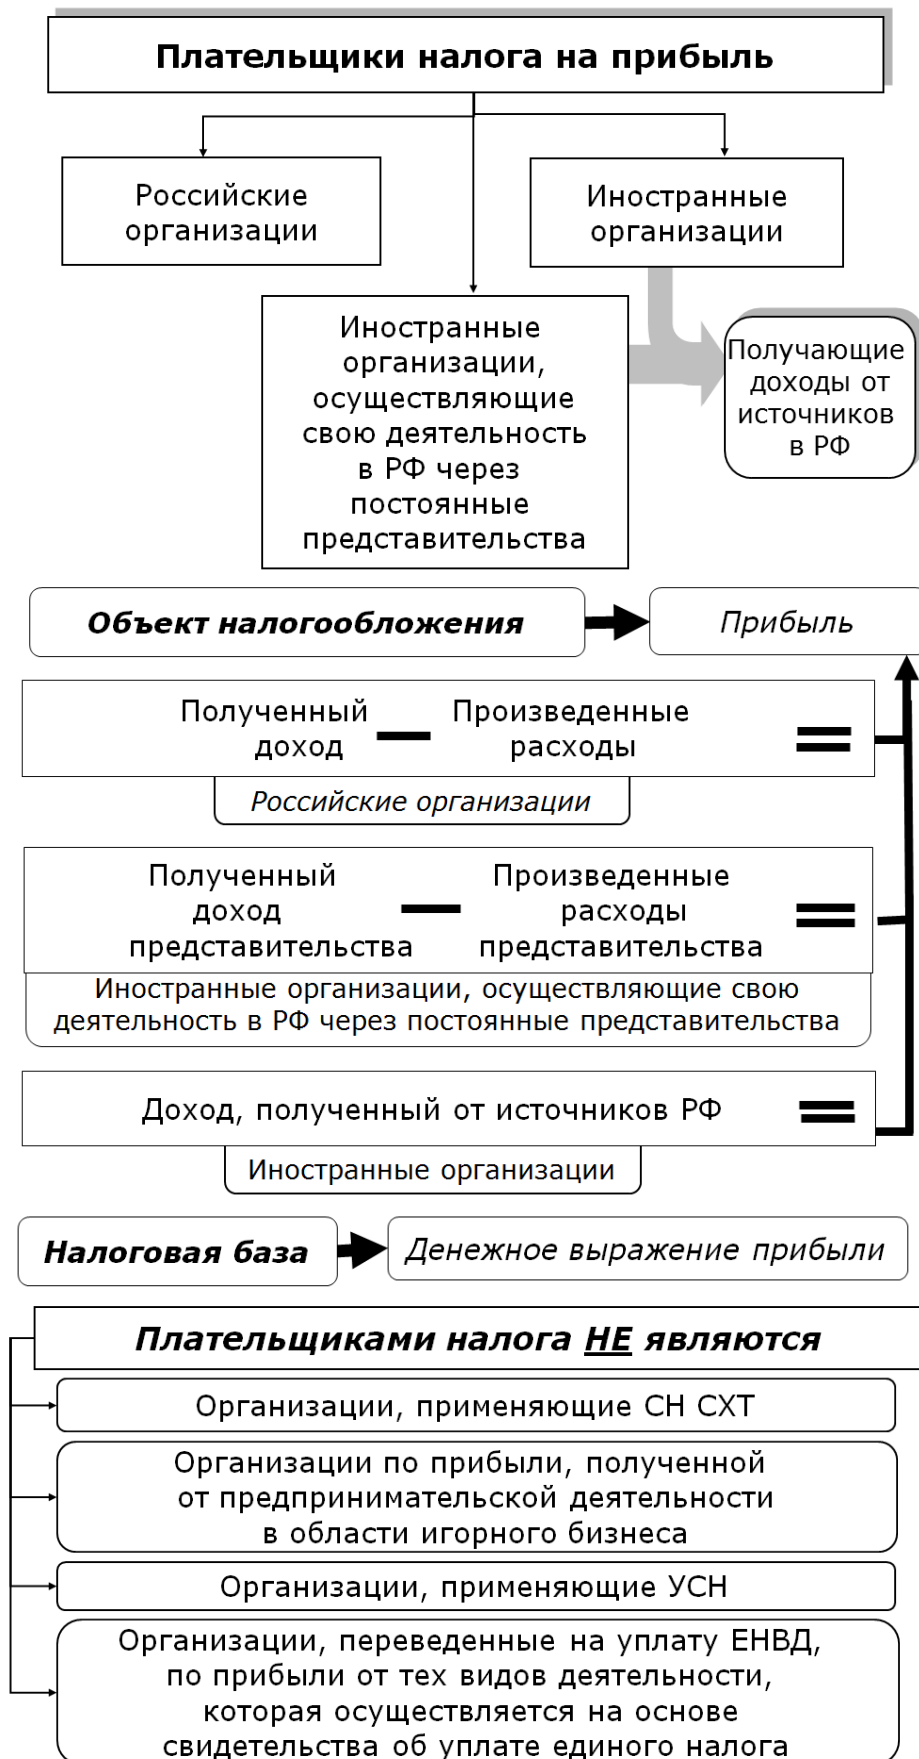 Плательщики налога на прибыль
Российские
организации
Иностранные
организации
Иностранные
организации,
осуществляющие
свою деятельность
в РФ через
постоянные
представительства
Получающие
доходы от
источников
в РФ
Объект налогообложения
Прибыль
Полученный
доход
—
Произведенные
расходы
=
Российские организации
Полученный
доход
представительства
—
Произведенные
расходы
представительства
=
Иностранные организации, осуществляющие свою
деятельность в РФ через постоянные представительства
Доход, полученный от источников РФ =
Иностранные организации
Налоговая база
Денежное выражение прибыли
Плательщиками налога НЕ являются
Организации, применяющие СН СХТ
Организации по прибыли, полученной
от предпринимательской деятельности
в области игорного бизнеса
Организации, применяющие УСН
Организации, переведенные на уплату ЕНВД,
по прибыли от тех видов деятельности,
которая осуществляется на основе
свидетельства об уплате единого налога